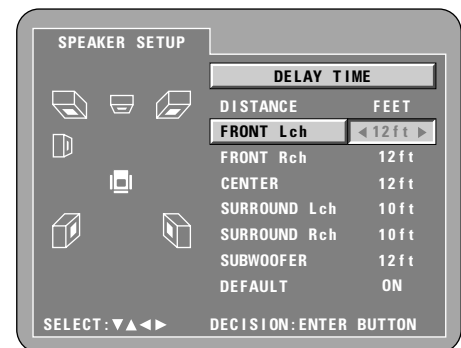 SPEAKER SETUP
DELAY TIME
DISTANCE FEET
FRONT Lch ◀12ft▶
FRONT Rch 12ft
CENTER 12ft
SURROUND Lch 10ft
SURROUND Rch 10ft
SUBWOOFER 12ft
DEFAULT ON
SELECT:▼▲◀▶ DECISION:ENTER BUTTON